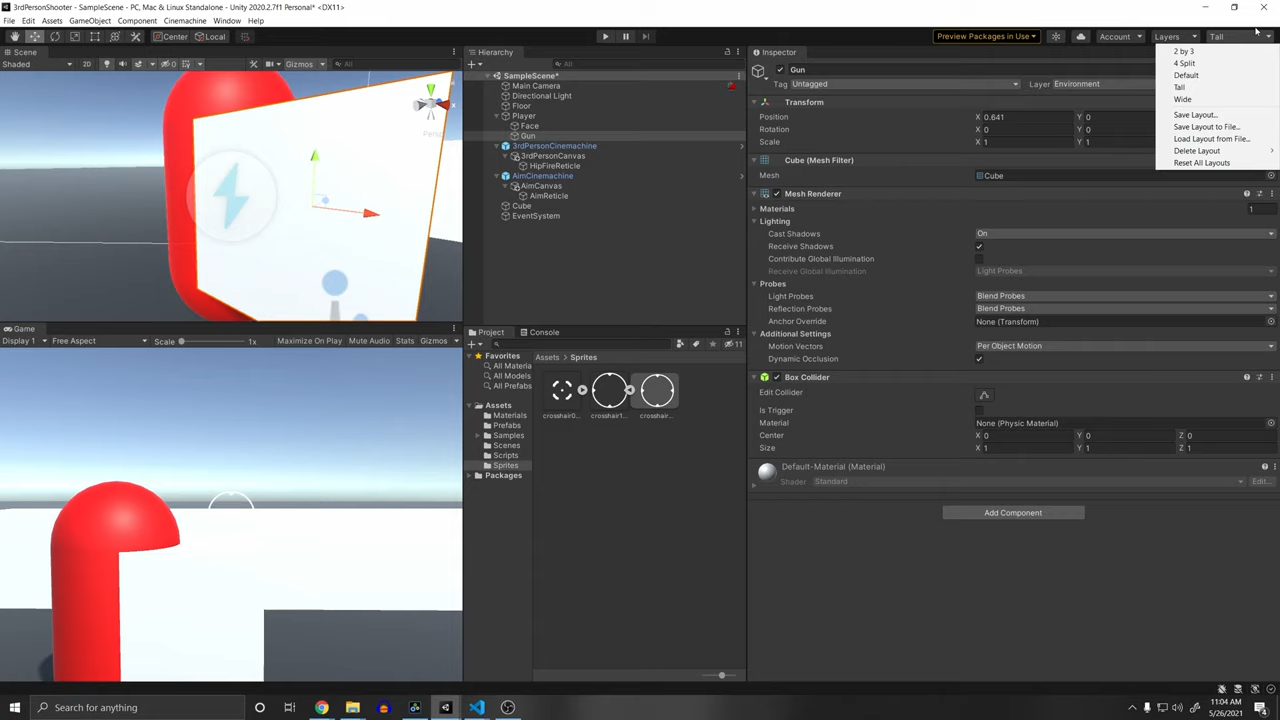 3rdPersonShooter - SampleScene - PC, Mac & Linux Standalone - Unity 2020.2.7f1 Personal* <DX11>
File Edit Assets GameObject Component Cinemachine Window Help
Center Local
Preview Packages in Use
Account
Layers
Tall
2 by 3
4 Split
Default
Tall
Wide
Save Layout...
Save Layout to File...
Load Layout from File...
Delete Layout
Reset All Layouts
Scene
Shaded 2D 0 Gizmos All
Persp
Game
Display 1 Free Aspect Scale 1x Maximize On Play Mute Audio Stats Gizmos
Hierarchy
All
SampleScene*
Main Camera
Directional Light
Floor
Player
Face
Gun
3rdPersonCinemachine
3rdPersonCanvas
HipFireReticle
AimCinemachine
AimCanvas
AimReticle
Cube
EventSystem
Project Console
11
Favorites
All Materia
All Models
All Prefabs
Assets
Materials
Prefabs
Samples
Scenes
Scripts
Sprites
Packages
Assets > Sprites
crosshair0... crosshair1... crosshair...
Inspector
Gun
Tag Untagged Layer Environment
Transform
Position X 0.641 Y 0
Rotation X 0 Y 0
Scale X 1 Y 1
Cube (Mesh Filter)
Mesh Cube
Mesh Renderer
Materials 1
Lighting
Cast Shadows On
Receive Shadows
Contribute Global Illumination
Receive Global Illumination Light Probes
Probes
Light Probes Blend Probes
Reflection Probes Blend Probes
Anchor Override None (Transform)
Additional Settings
Motion Vectors Per Object Motion
Dynamic Occlusion
Box Collider
Edit Collider
Is Trigger
Material None (Physic Material)
Center X 0 Y 0 Z 0
Size X 1 Y 1 Z 1
Default-Material (Material)
Shader Standard Edit...
Add Component
Search for anything
11:04 AM
5/26/2021
4